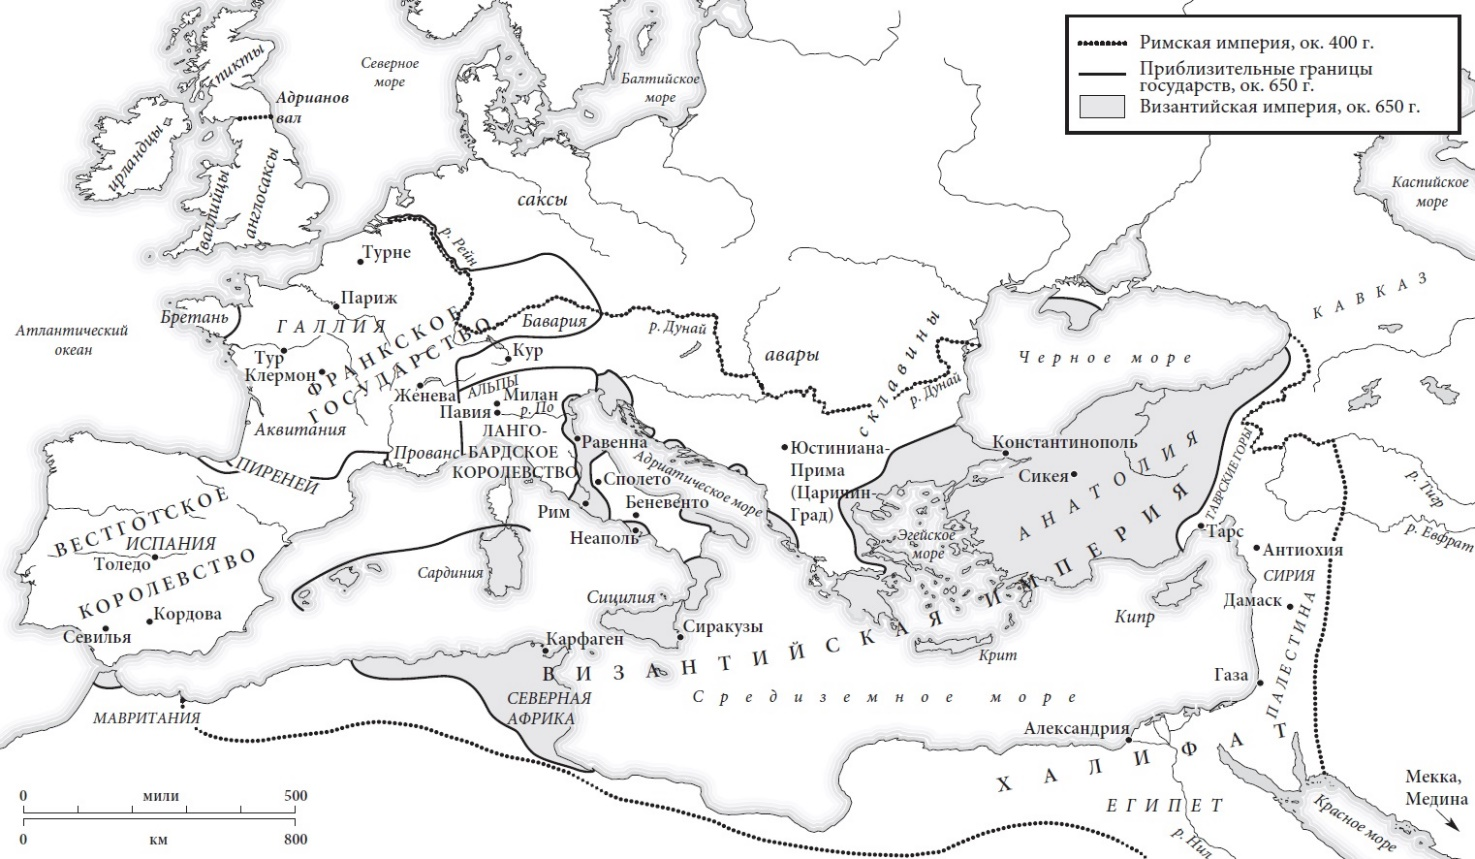 Римская империя, ок. 400 г.
Приблизительные границы
государств, ок. 650 г.
Византийская империя, ок. 650 г.
пикты
Адрианов
вал
ирландцы
валлийцы
англосаксы
Северное
море
Балтийское
море
саксы
Каспийское
море
Атлантический
океан
Турне
р. Рейн
Париж
Бретань
ГАЛЛИЯ
ФРАНКСКОЕ
ГОСУДАРСТВО
Бавария
р. Дунай
авары
склавины
р. Дунай
Черное море
КАВКАЗ
Тур
Клермон
Кур
Женева
АЛЬПЫ
Милан
Павия
р. По
Аквитания
Прованс
ЛАНГО-
БАРДСКОЕ
КОРОЛЕВСТВО
Равенна
Сполето
Адриатическое море
Рим
Беневенто
Неаполь
Юстиниана-
Прима
(Царичин-
Град)
Константинополь
Сикея
АНАТОЛИЯ
ТАВРСКИЕ ГОРЫ
р. Тигр
р. Евфрат
ПИРЕНЕИ
ВЕСТГОТСКОЕ
КОРОЛЕВСТВО
ИСПАНИЯ
Толедо
Кордова
Севилья
Сардиния
Сицилия
Сиракузы
Эгейское
море
Крит
Кипр
Тарс
Антиохия
СИРИЯ
Дамаск
ПАЛЕСТИНА
Газа
Карфаген
ВИЗАНТИЙСКАЯ ИМПЕРИЯ
СЕВЕРНАЯ
АФРИКА
МАВРИТАНИЯ
Средиземное море
Александрия
ХАЛИФАТ
ЕГИПЕТ
р. Нил
Красное море
Мекка,
Медина
0 мили 500
0 км 800